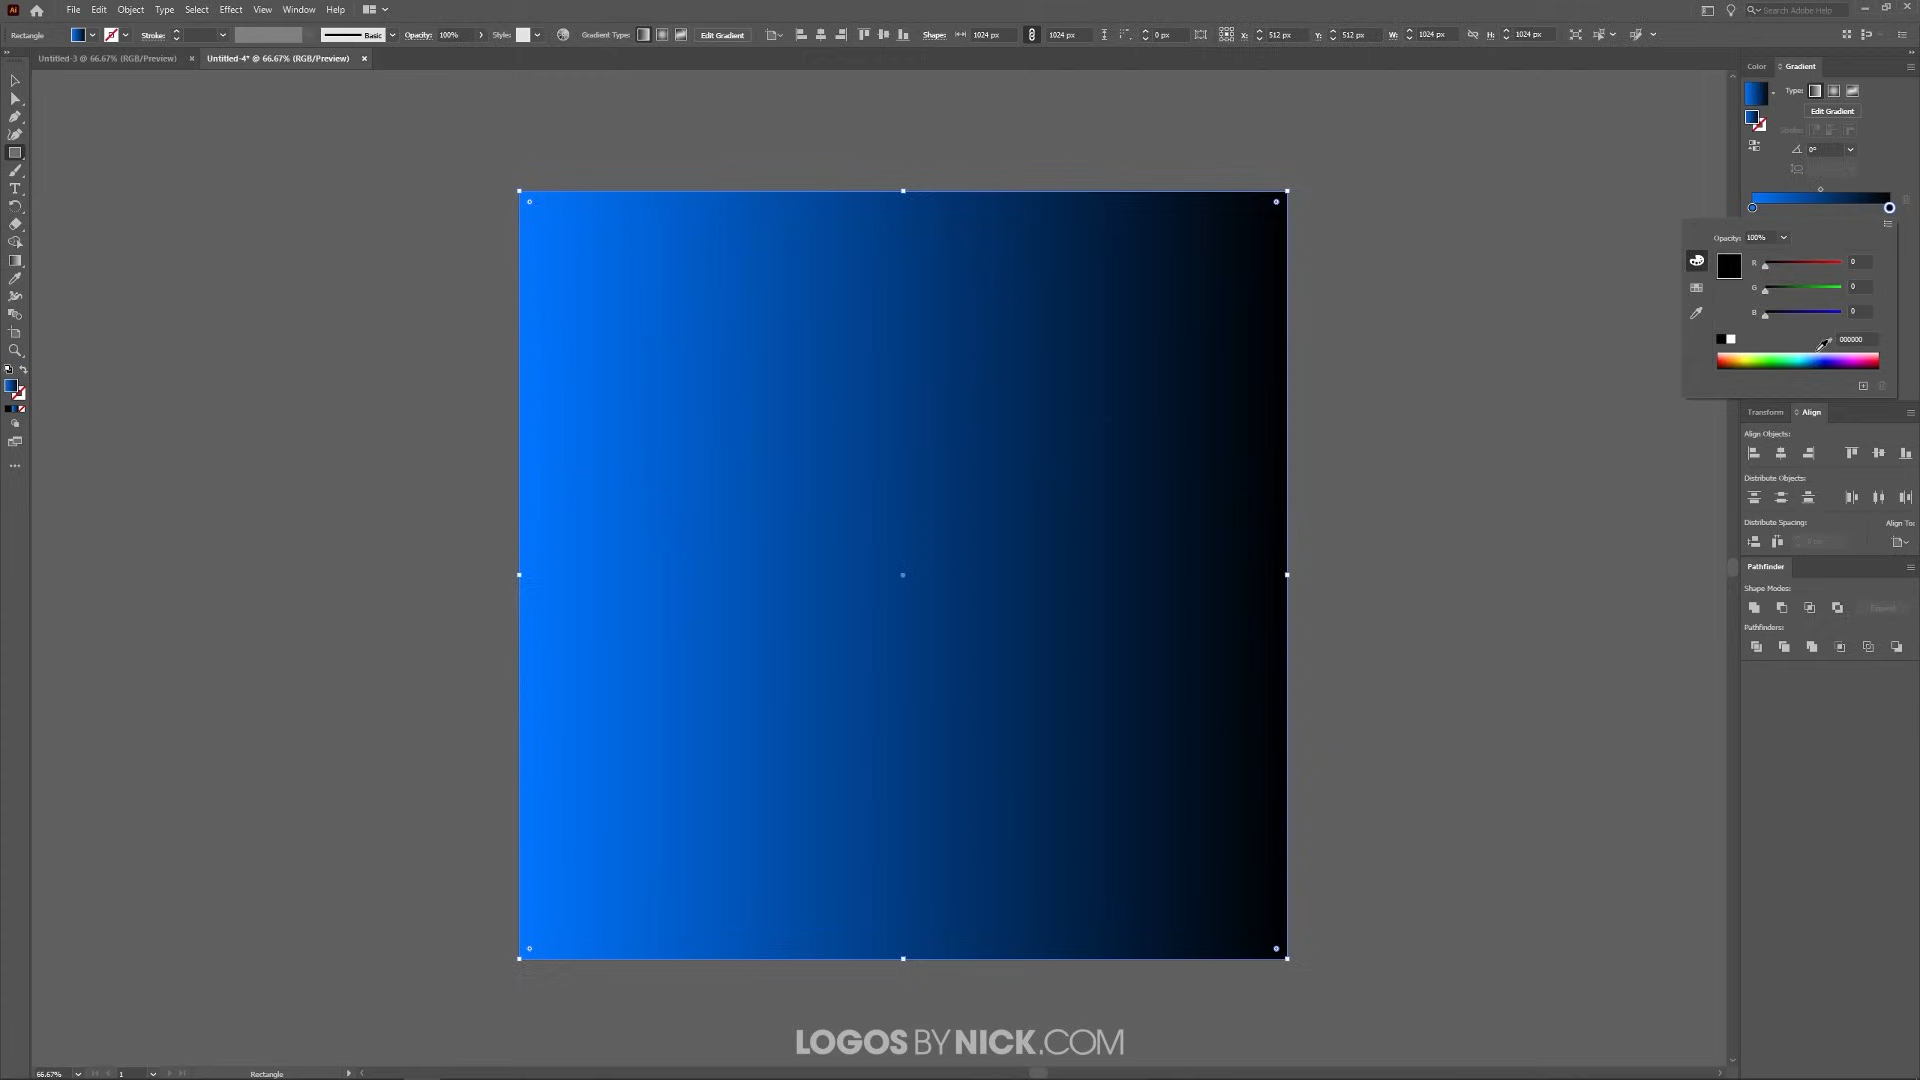 Ai File Edit Object Type Select Effect View Window Help Search Adobe Help
Rectangle Stroke: Basic Opacity: 100% Style: Gradient Type: Edit Gradient Shape: 1024 px 1024 px 0 px X: 512 px Y: 512 px W: 1024 px H: 1024 px
Untitled-3 @ 66.67% (RGB/Preview) × Untitled-4* @ 66.67% (RGB/Preview) ×
Color Gradient
Type:
Edit Gradient
Stroke:
0°
Opacity: 100%
R 0
G 0
B 0
000000
Transform Align
Align Objects:
Distribute Objects:
Distribute Spacing: Align To:
0 px
Pathfinder
Shape Modes:
Expand
Pathfinders:
LOGOS BY NICK.COM
66.67% 1 Rectangle